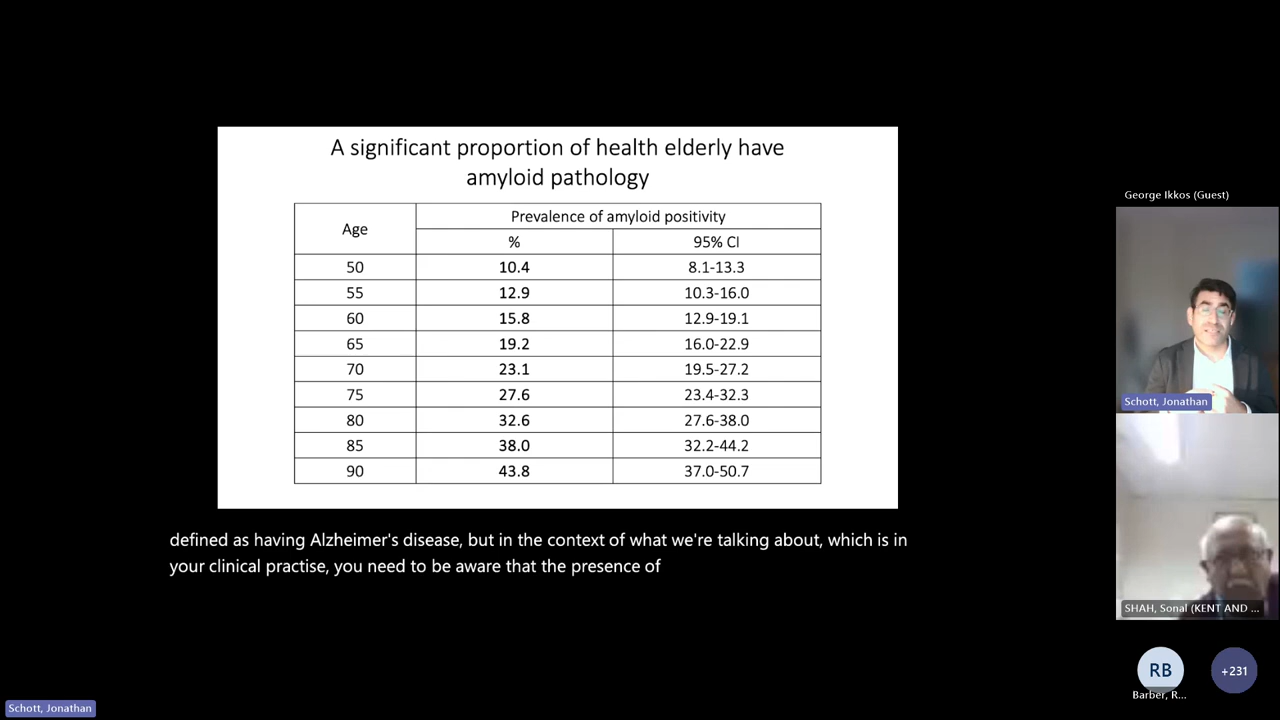 A significant proportion of health elderly have
amyloid pathology
Age
Prevalence of amyloid positivity
% 95% CI
50 10.4 8.1-13.3
55 12.9 10.3-16.0
60 15.8 12.9-19.1
65 19.2 16.0-22.9
70 23.1 19.5-27.2
75 27.6 23.4-32.3
80 32.6 27.6-38.0
85 38.0 32.2-44.2
90 43.8 37.0-50.7
defined as having Alzheimer's disease, but in the context of what we're talking about, which is in
your clinical practise, you need to be aware that the presence of
George Ikkos (Guest)
Schott, Jonathan
SHAH, Sonal (KENT AND ...
RB
+231
Barber, R...
Schott, Jonathan